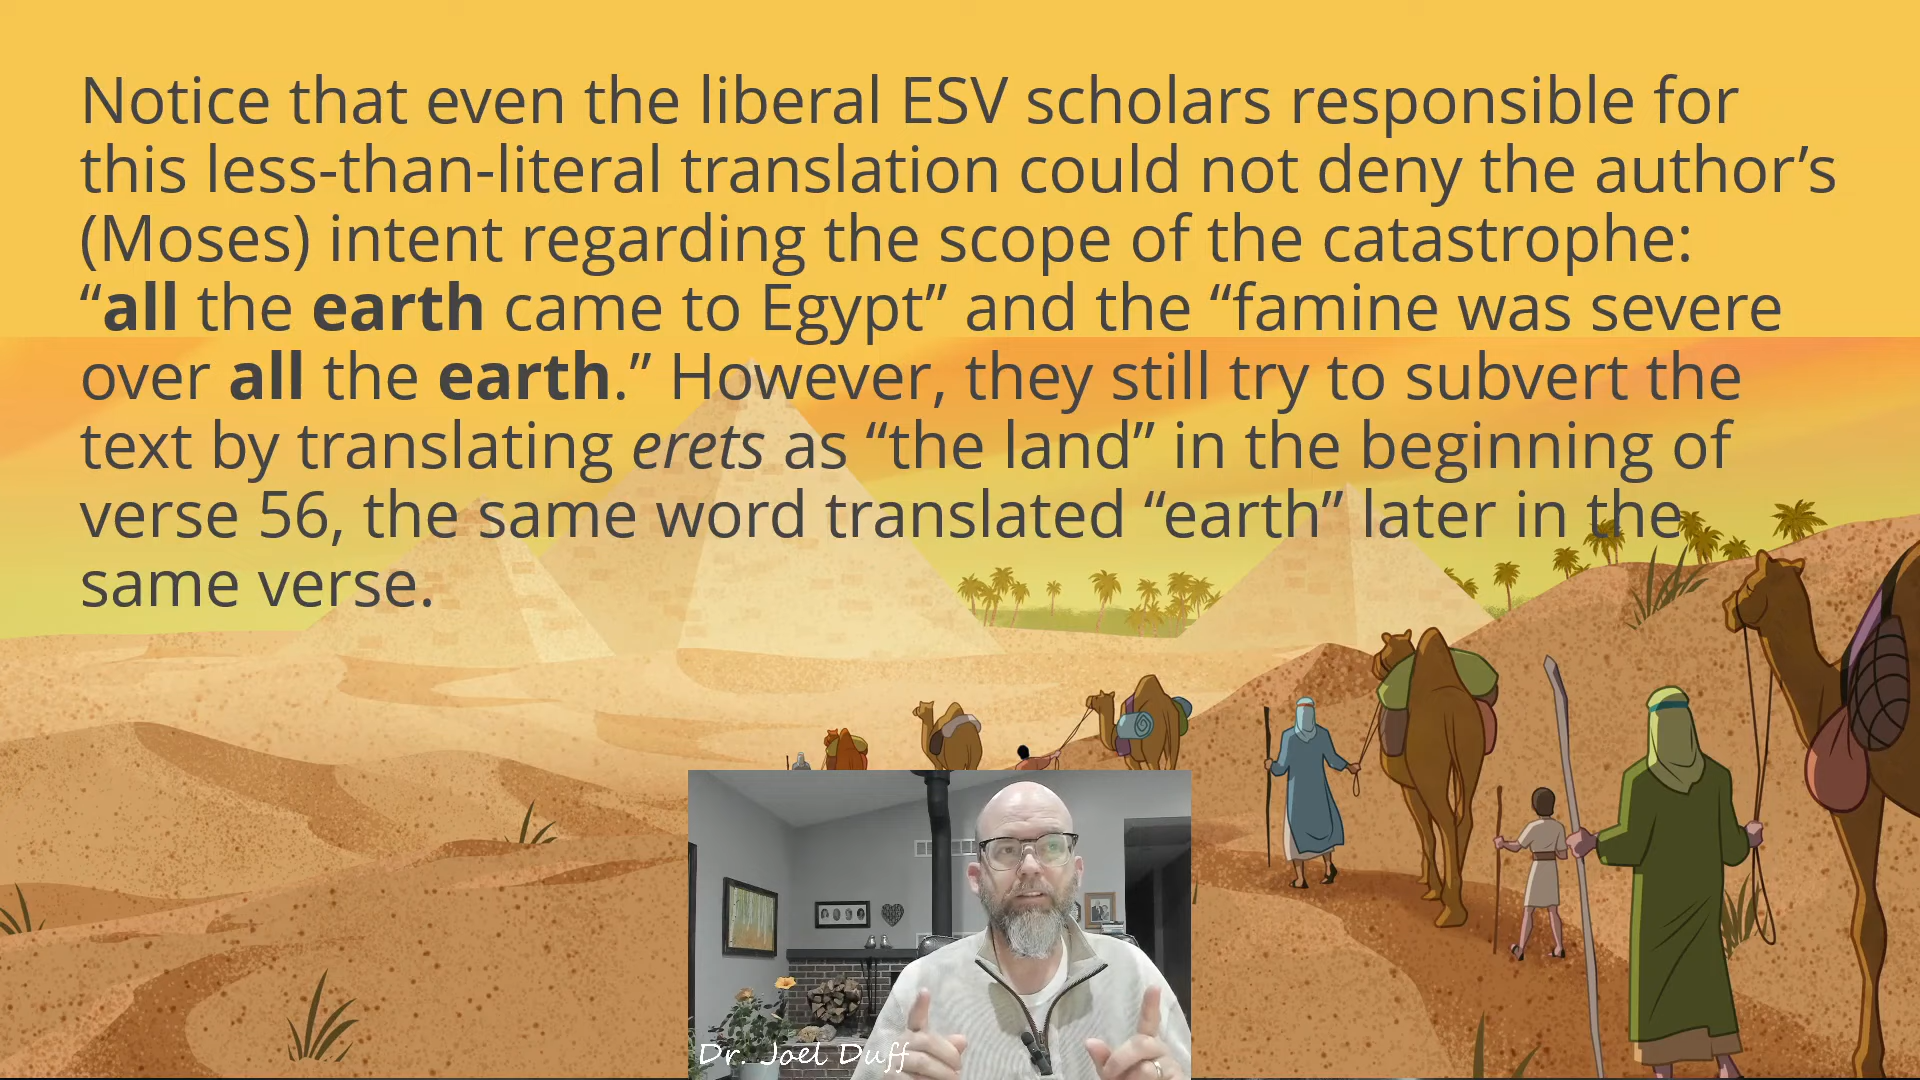 Notice that even the liberal ESV scholars responsible for
this less-than-literal translation could not deny the author’s
(Moses) intent regarding the scope of the catastrophe:
“all the earth came to Egypt” and the “famine was severe
over all the earth.” However, they still try to subvert the
text by translating erets as “the land” in the beginning of
verse 56, the same word translated “earth” later in the
same verse.
Dr. Joel Duff